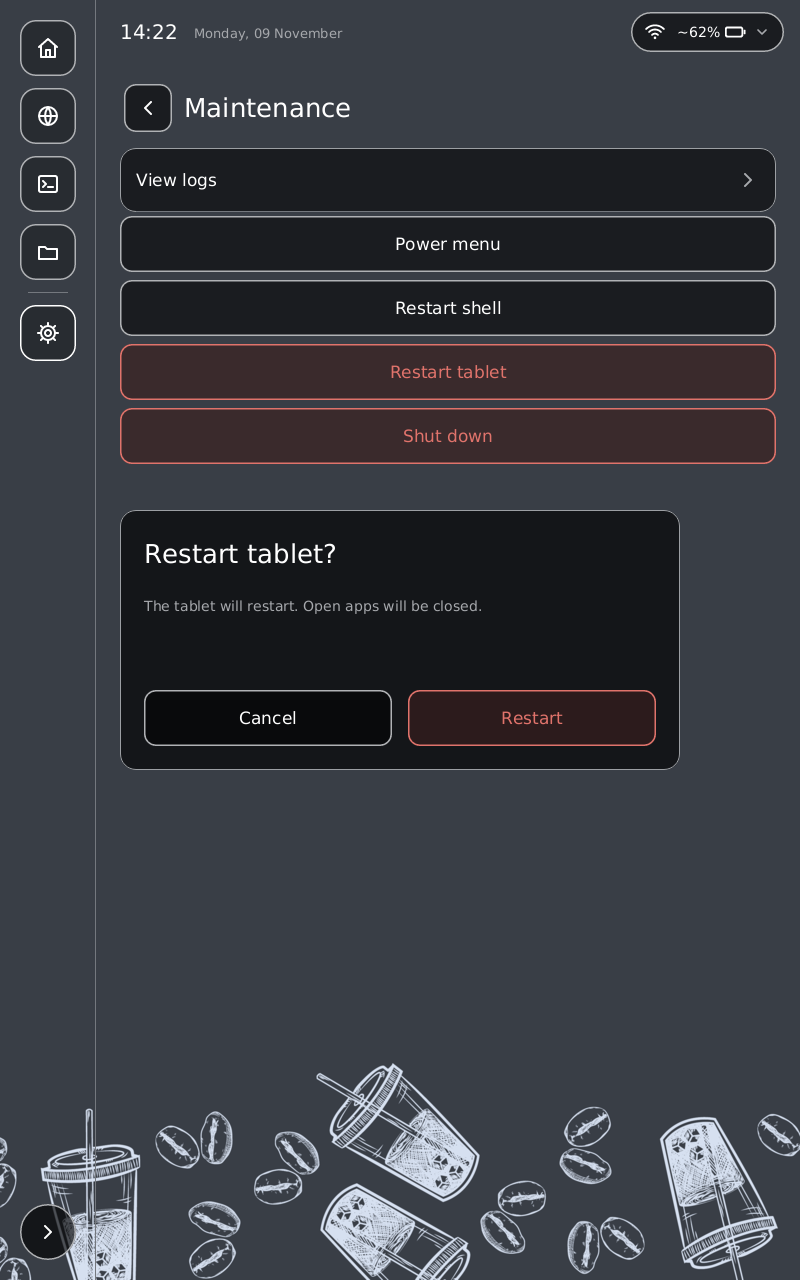 14:22 Monday, 09 November ~62%
Maintenance
View logs
Power menu
Restart shell
Restart tablet
Shut down
Restart tablet?
The tablet will restart. Open apps will be closed.
Cancel Restart